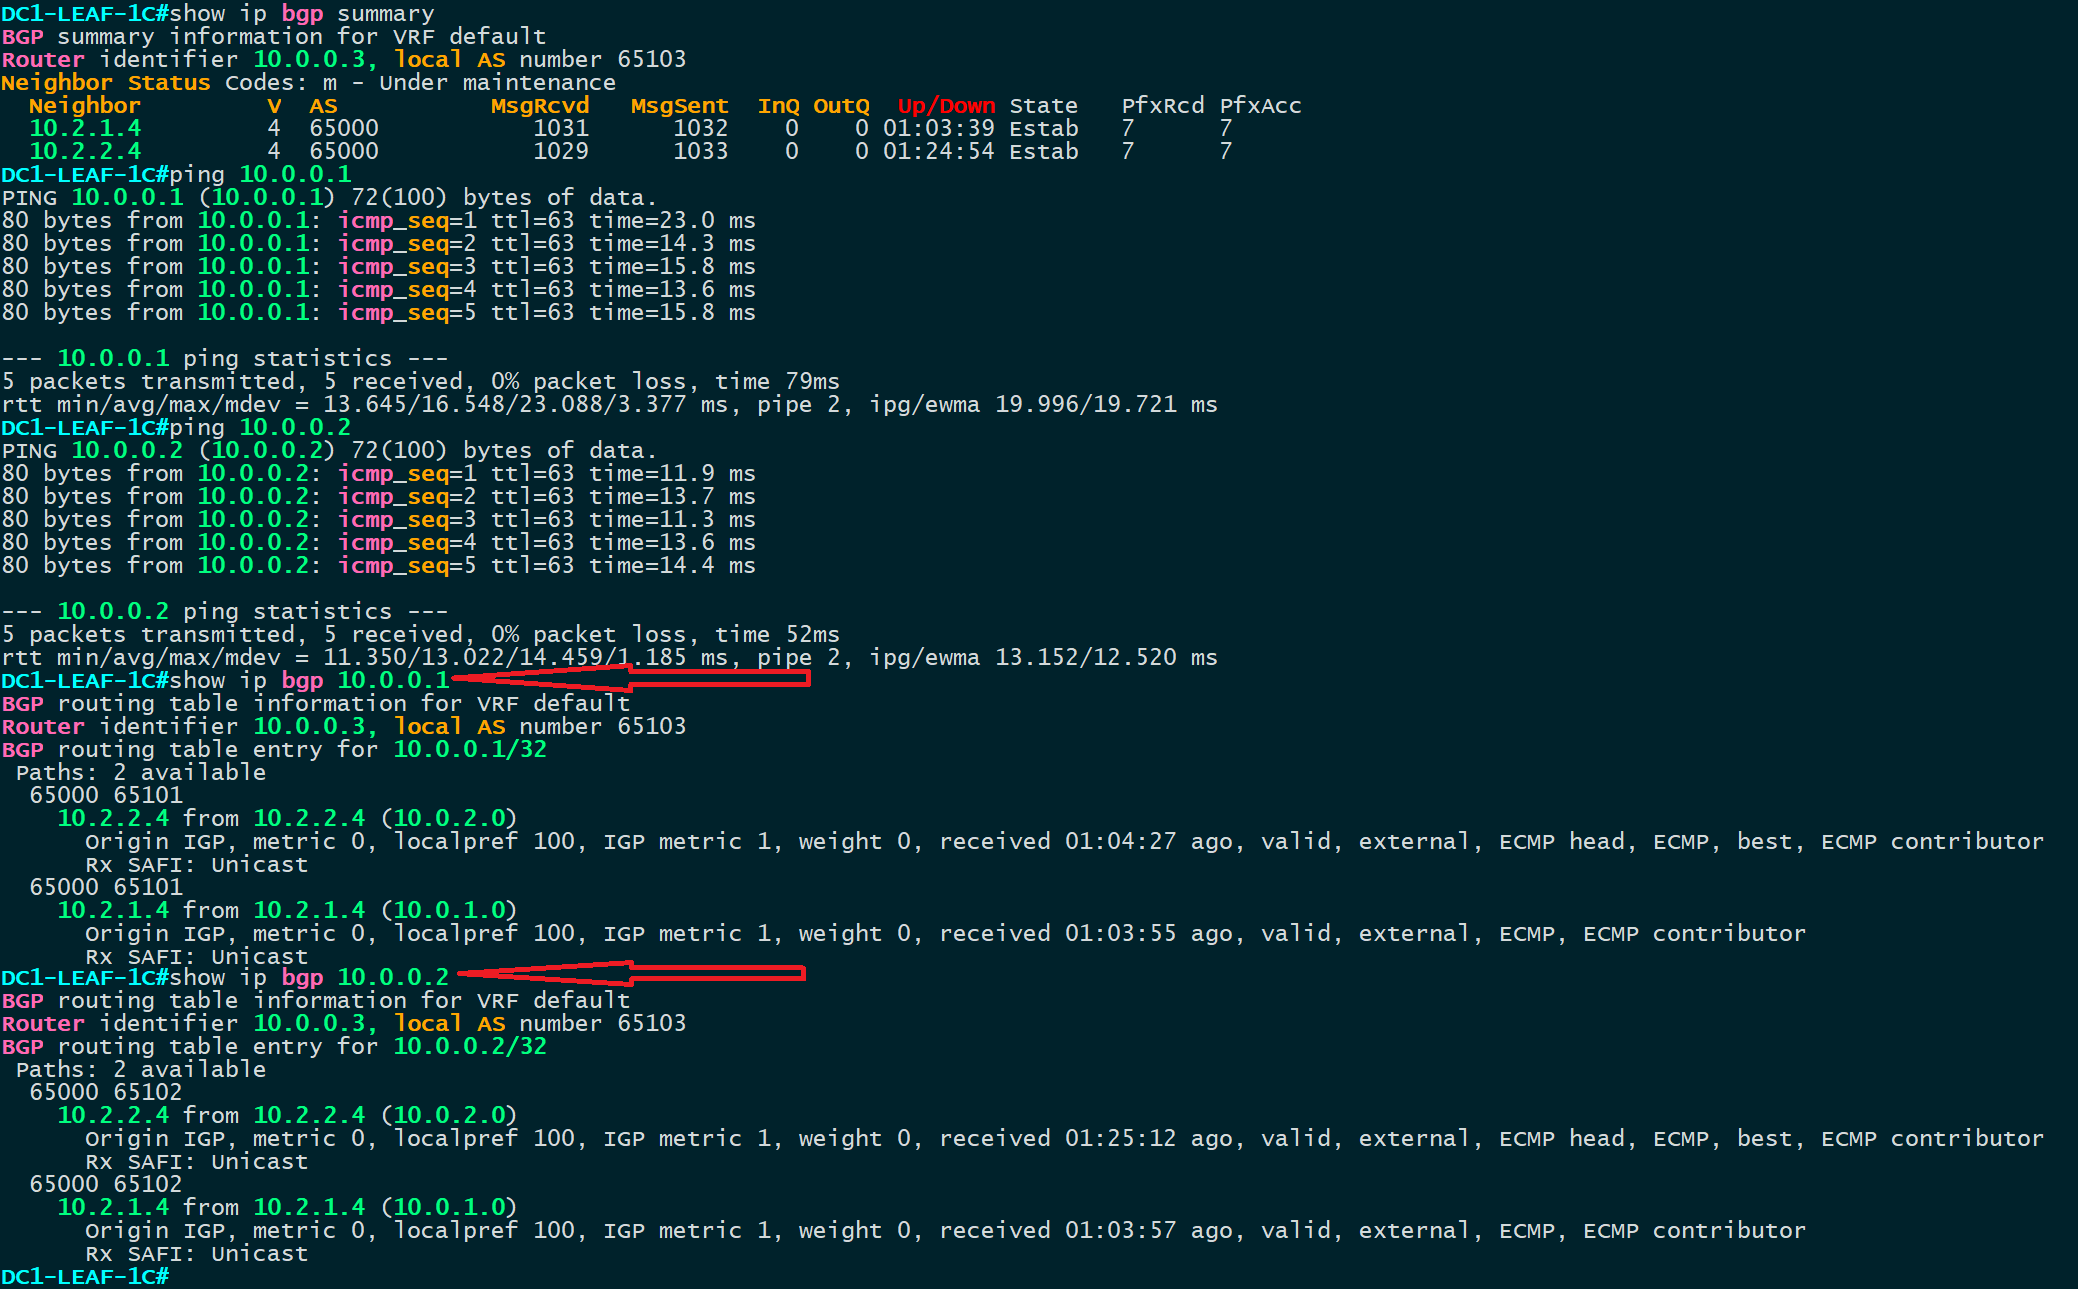 DC1-LEAF-1C#show ip bgp summary
BGP summary information for VRF default
Router identifier 10.0.0.3, local AS number 65103
Neighbor Status Codes: m - Under maintenance
  Neighbor         V  AS           MsgRcvd   MsgSent  InQ OutQ  Up/Down State   PfxRcd PfxAcc
  10.2.1.4         4  65000           1031      1032    0    0 01:03:39 Estab   7      7
  10.2.2.4         4  65000           1029      1033    0    0 01:24:54 Estab   7      7
DC1-LEAF-1C#ping 10.0.0.1
PING 10.0.0.1 (10.0.0.1) 72(100) bytes of data.
80 bytes from 10.0.0.1: icmp_seq=1 ttl=63 time=23.0 ms
80 bytes from 10.0.0.1: icmp_seq=2 ttl=63 time=14.3 ms
80 bytes from 10.0.0.1: icmp_seq=3 ttl=63 time=15.8 ms
80 bytes from 10.0.0.1: icmp_seq=4 ttl=63 time=13.6 ms
80 bytes from 10.0.0.1: icmp_seq=5 ttl=63 time=15.8 ms

--- 10.0.0.1 ping statistics ---
5 packets transmitted, 5 received, 0% packet loss, time 79ms
rtt min/avg/max/mdev = 13.645/16.548/23.088/3.377 ms, pipe 2, ipg/ewma 19.996/19.721 ms
DC1-LEAF-1C#ping 10.0.0.2
PING 10.0.0.2 (10.0.0.2) 72(100) bytes of data.
80 bytes from 10.0.0.2: icmp_seq=1 ttl=63 time=11.9 ms
80 bytes from 10.0.0.2: icmp_seq=2 ttl=63 time=13.7 ms
80 bytes from 10.0.0.2: icmp_seq=3 ttl=63 time=11.3 ms
80 bytes from 10.0.0.2: icmp_seq=4 ttl=63 time=13.6 ms
80 bytes from 10.0.0.2: icmp_seq=5 ttl=63 time=14.4 ms

--- 10.0.0.2 ping statistics ---
5 packets transmitted, 5 received, 0% packet loss, time 52ms
rtt min/avg/max/mdev = 11.350/13.022/14.459/1.185 ms, pipe 2, ipg/ewma 13.152/12.520 ms
DC1-LEAF-1C#show ip bgp 10.0.0.1
BGP routing table information for VRF default
Router identifier 10.0.0.3, local AS number 65103
BGP routing table entry for 10.0.0.1/32
 Paths: 2 available
  65000 65101
    10.2.2.4 from 10.2.2.4 (10.0.2.0)
      Origin IGP, metric 0, localpref 100, IGP metric 1, weight 0, received 01:04:27 ago, valid, external, ECMP head, ECMP, best, ECMP contributor
      Rx SAFI: Unicast
  65000 65101
    10.2.1.4 from 10.2.1.4 (10.0.1.0)
      Origin IGP, metric 0, localpref 100, IGP metric 1, weight 0, received 01:03:55 ago, valid, external, ECMP, ECMP contributor
      Rx SAFI: Unicast
DC1-LEAF-1C#show ip bgp 10.0.0.2
BGP routing table information for VRF default
Router identifier 10.0.0.3, local AS number 65103
BGP routing table entry for 10.0.0.2/32
 Paths: 2 available
  65000 65102
    10.2.2.4 from 10.2.2.4 (10.0.2.0)
      Origin IGP, metric 0, localpref 100, IGP metric 1, weight 0, received 01:25:12 ago, valid, external, ECMP head, ECMP, best, ECMP contributor
      Rx SAFI: Unicast
  65000 65102
    10.2.1.4 from 10.2.1.4 (10.0.1.0)
      Origin IGP, metric 0, localpref 100, IGP metric 1, weight 0, received 01:03:57 ago, valid, external, ECMP, ECMP contributor
      Rx SAFI: Unicast
DC1-LEAF-1C#